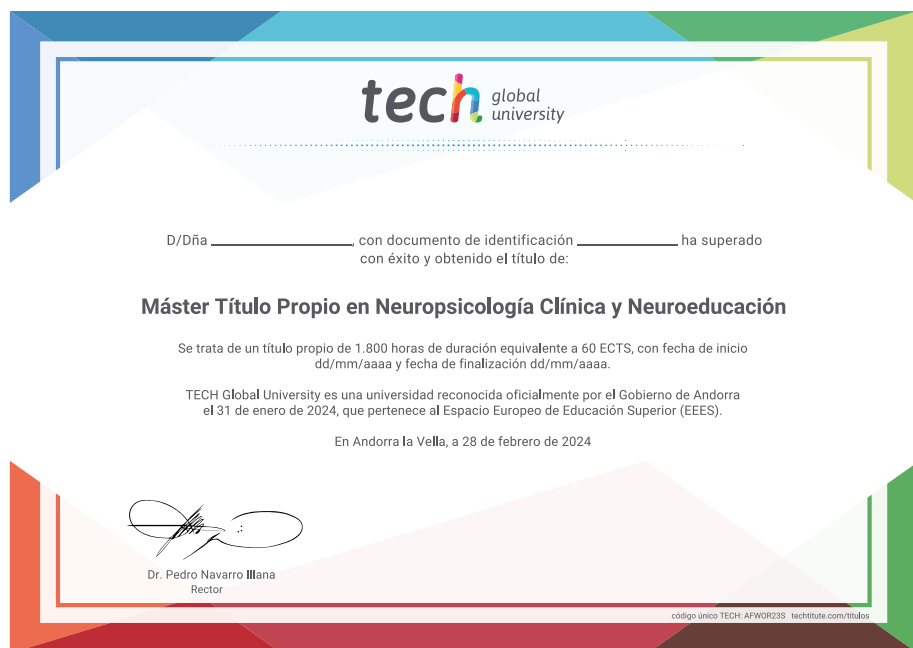 tech global university
D/Dña ________________, con documento de identificación __________ ha superado
con éxito y obtenido el título de:
Máster Título Propio en Neuropsicología Clínica y Neuroeducación
Se trata de un título propio de 1.800 horas de duración equivalente a 60 ECTS, con fecha de inicio
dd/mm/aaaa y fecha de finalización dd/mm/aaaa.
TECH Global University es una universidad reconocida oficialmente por el Gobierno de Andorra
el 31 de enero de 2024, que pertenece al Espacio Europeo de Educación Superior (EEES).
En Andorra la Vella, a 28 de febrero de 2024
Dr. Pedro Navarro Illana
Rector
código único TECH: AFWOR23S techtitute.com/titulos